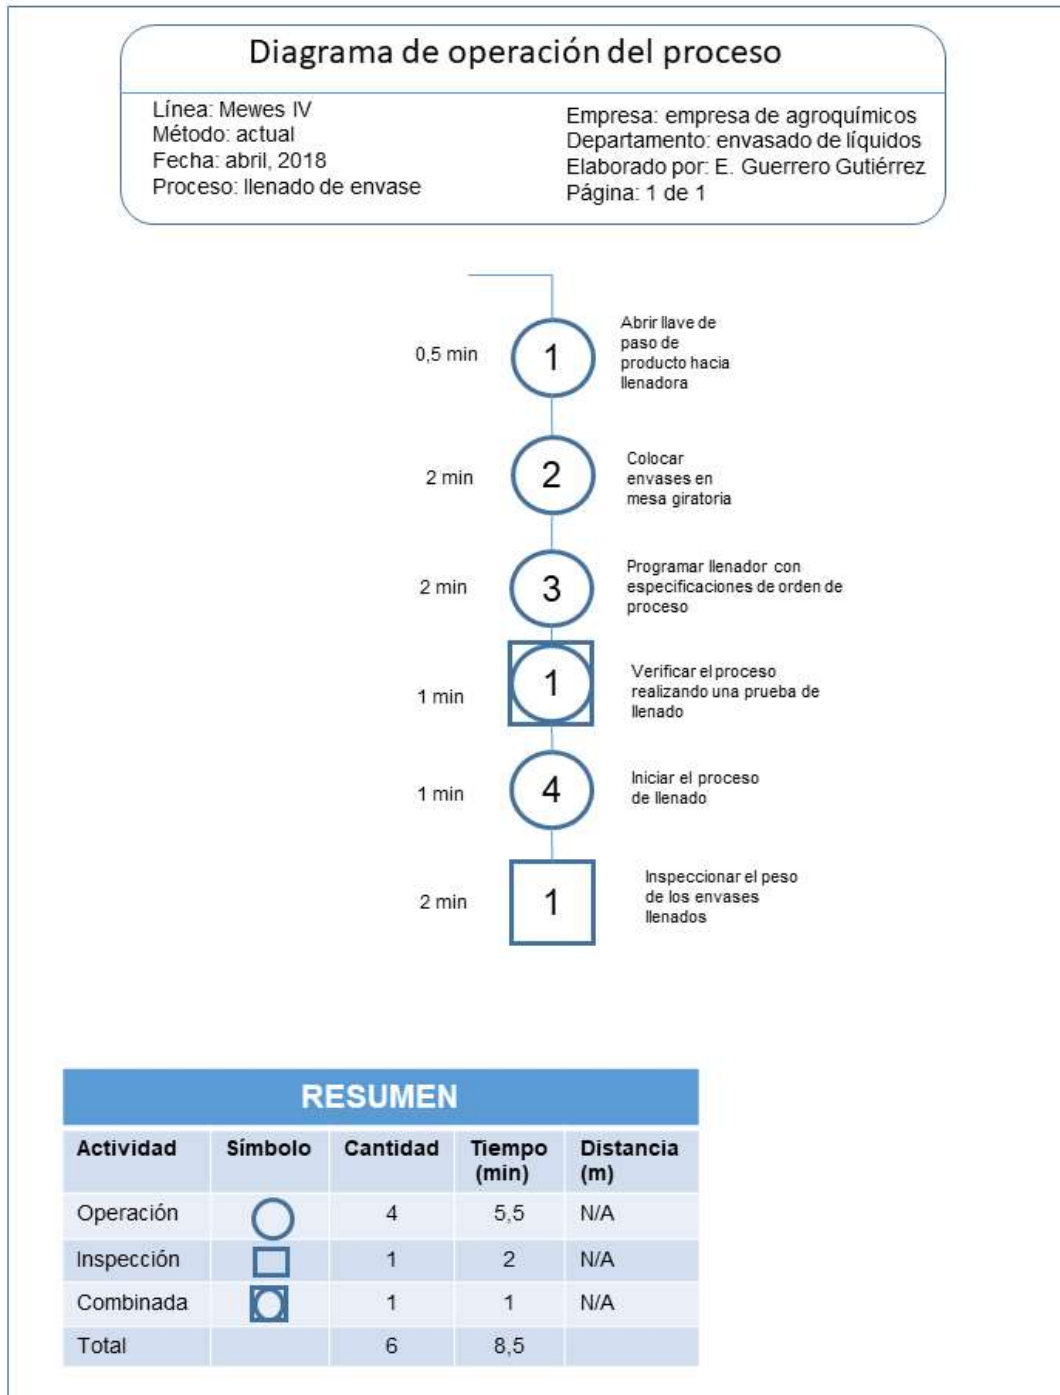 Diagrama de operación del proceso
Línea: Mewes IV
Método: actual
Fecha: abril, 2018
Proceso: llenado de envase
Empresa: empresa de agroquímicos
Departamento: envasado de líquidos
Elaborado por: E. Guerrero Gutiérrez
Página: 1 de 1
0,5 min
1
Abrir llave de
paso de
producto hacia
llenadora
2 min
2
Colocar
envases en
mesa giratoria
2 min
3
Programar llenador con
especificaciones de orden de
proceso
1 min
1
Verificar el proceso
realizando una prueba de
llenado
1 min
4
Iniciar el proceso
de llenado
2 min
1
Inspeccionar el peso
de los envases
llenados
RESUMEN
Actividad Símbolo Cantidad Tiempo (min) Distancia (m)
Operación 4 5,5 N/A
Inspección 1 2 N/A
Combinada 1 1 N/A
Total 6 8,5